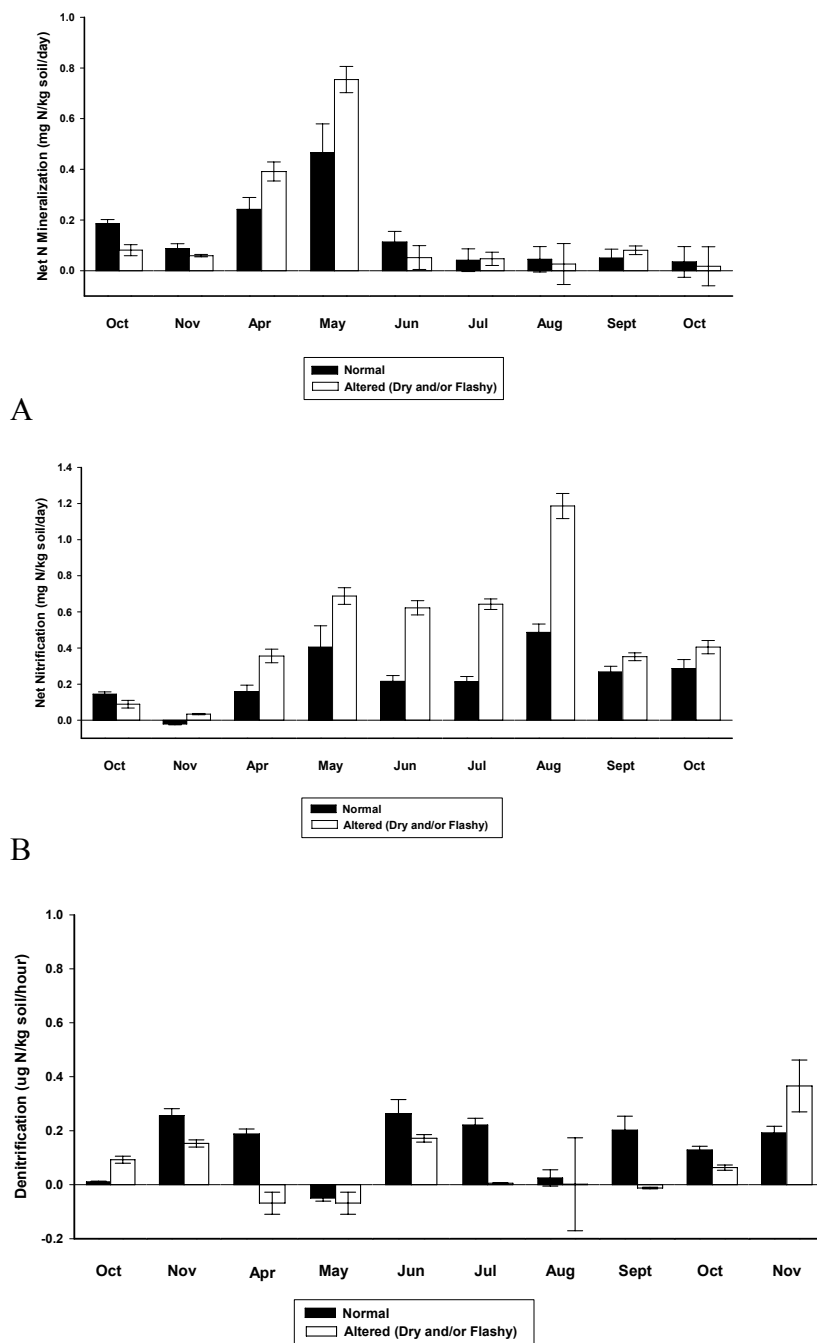 Net N Mineralization (mg N/kg soil/day)
1.0
0.8
0.6
0.4
0.2
0.0
Oct Nov Apr May Jun Jul Aug Sept Oct
Normal
Altered (Dry and/or Flashy)
A
Net Nitrification (mg N/kg soil/day)
1.4
1.2
1.0
0.8
0.6
0.4
0.2
0.0
Oct Nov Apr May Jun Jul Aug Sept Oct
Normal
Altered (Dry and/or Flashy)
B
Denitrification (ug N/kg soil/hour)
1.0
0.8
0.6
0.4
0.2
0.0
-0.2
Oct Nov Apr May Jun Jul Aug Sept Oct Nov
Normal
Altered (Dry and/or Flashy)